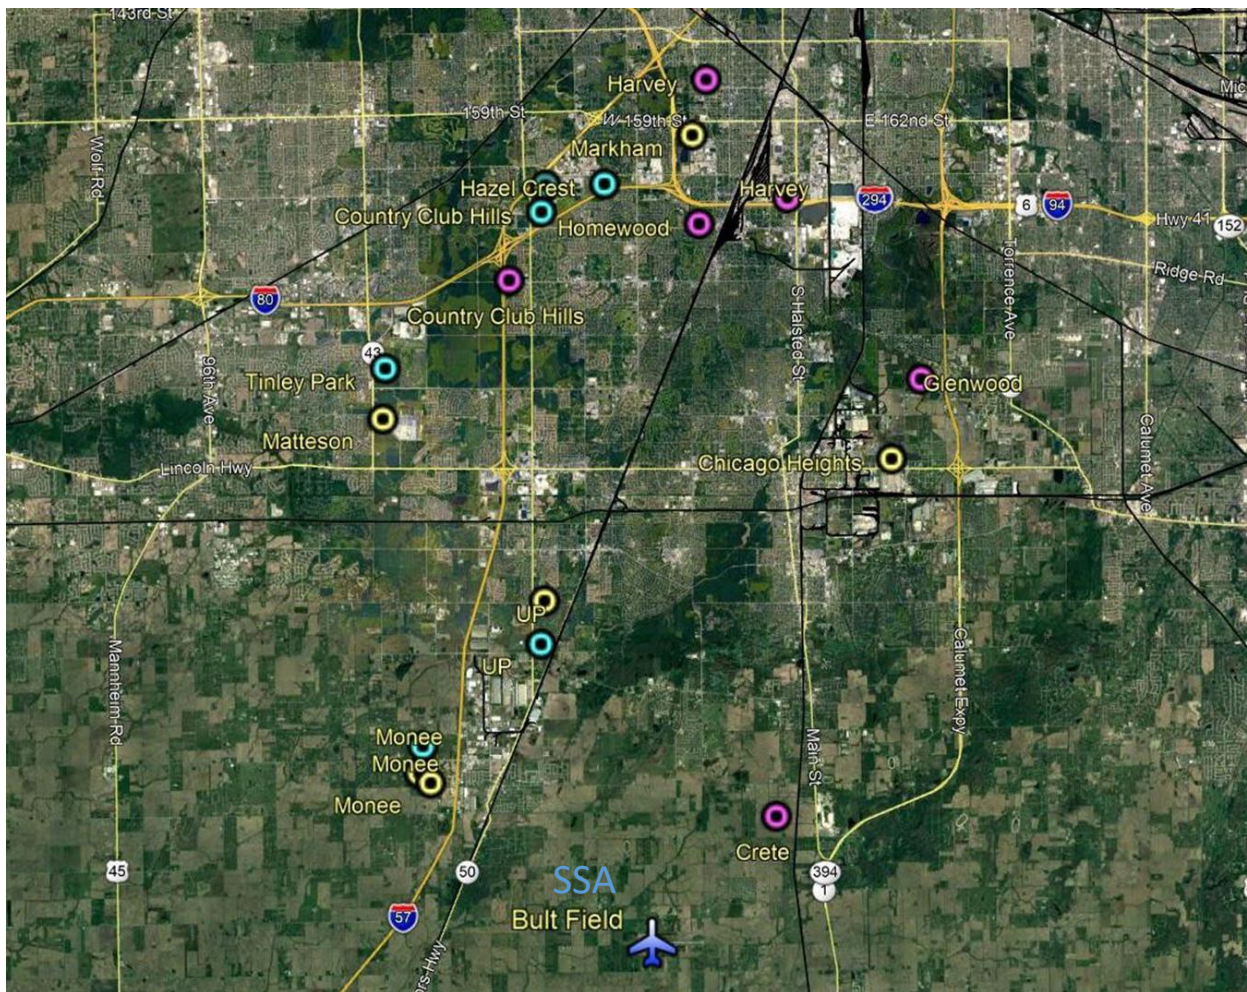 143rd St
Harvey
Mic
159th St
W 159th S
E 162nd St
Wolf Rd
Markham
Hazel Crest
Harvey
Country Club Hills
Homewood
294
6
94
Hwy 41
152
Torrence Ave
Ridge Rd
80
S Halsted St
Country Club Hills
43
96th Ave
Tinley Park
Glenwood
Matteson
Calumet Ave
Lincoln Hwy
Chicago Heights
UP
UP
Mannheim Rd
Calumet Expy
Monee
Monee
Monee
Main St
Crete
45
50
SSA
394
1
57
Bult Field
ors Hwy